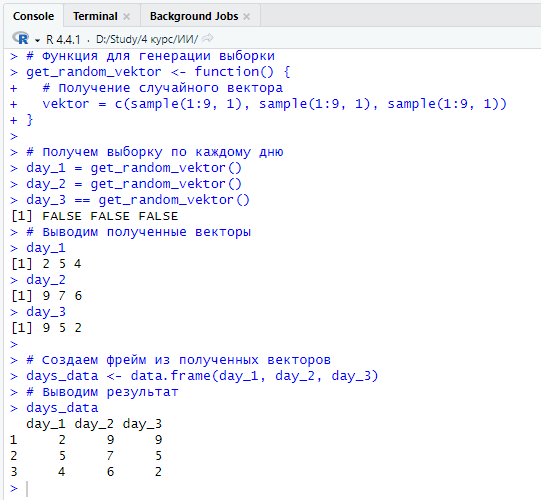 Console Terminal × Background Jobs ×
R 4.4.1 · D:/Study/4 курс/ИИ/
> # Функция для генерации выборки
> get_random_vektor <- function() {
+   # Получение случайного вектора
+   vektor = c(sample(1:9, 1), sample(1:9, 1), sample(1:9, 1))
+ }
>
> # Получем выборку по каждому дню
> day_1 = get_random_vektor()
> day_2 = get_random_vektor()
> day_3 == get_random_vektor()
[1] FALSE FALSE FALSE
> # Выводим полученные векторы
> day_1
[1] 2 5 4
> day_2
[1] 9 7 6
> day_3
[1] 9 5 2
>
> # Создаем фрейм из полученных векторов
> days_data <- data.frame(day_1, day_2, day_3)
> # Выводим результат
> days_data
  day_1 day_2 day_3
1     2     9     9
2     5     7     5
3     4     6     2
>